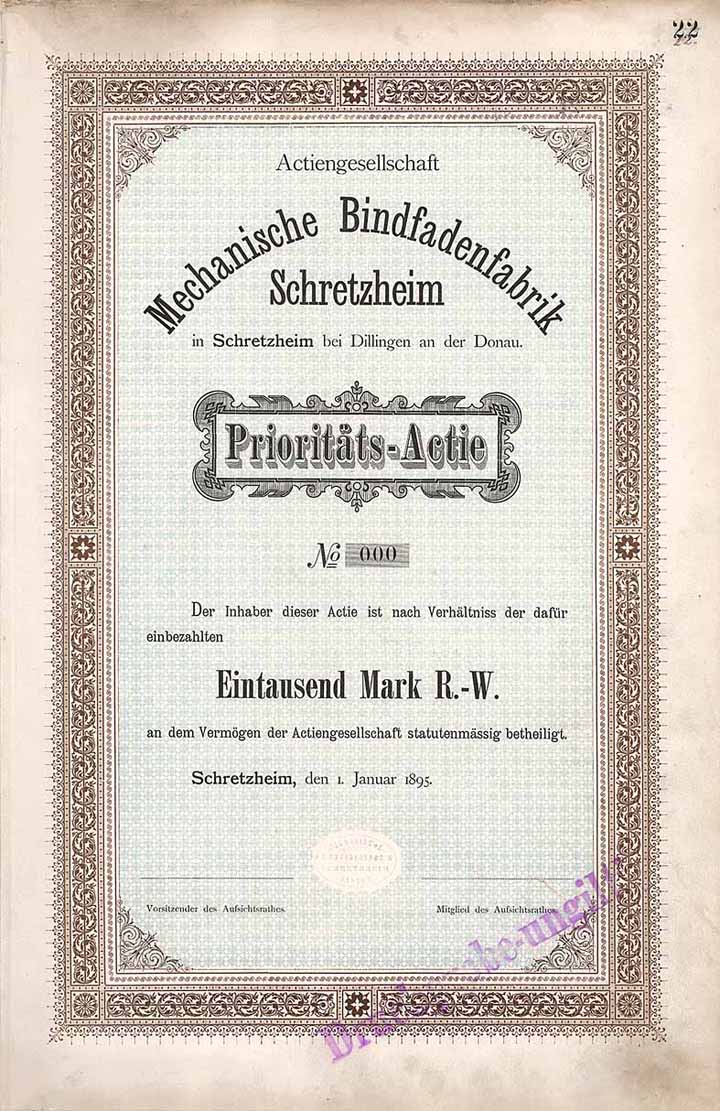 22
Actiengesellschaft
Mechanische Bindfadenfabrik
Schretzheim
in Schretzheim bei Dillingen an der Donau.
Prioritäts-Actie
No 000
Der Inhaber dieser Actie ist nach Verhältniss der dafür
einbezahlten
Eintausend Mark R.-W.
an dem Vermögen der Actiengesellschaft statutenmässig betheiligt.
Schretzheim, den 1. Januar 1895.
Vorsitzender des Aufsichtsrathes.
Mitglied des Aufsichtsrathes.